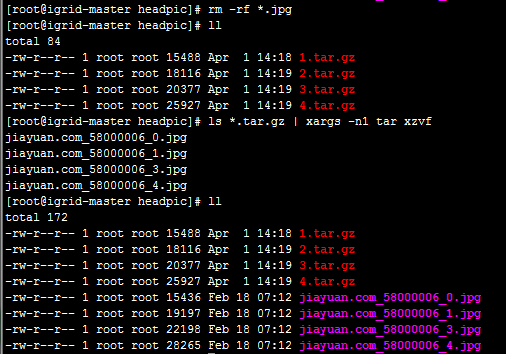 [root@igrid-master headpic]# rm -rf *.jpg
[root@igrid-master headpic]# ll
total 84
-rw-r--r-- 1 root root 15488 Apr  1 14:18 1.tar.gz
-rw-r--r-- 1 root root 18116 Apr  1 14:19 2.tar.gz
-rw-r--r-- 1 root root 20377 Apr  1 14:19 3.tar.gz
-rw-r--r-- 1 root root 25927 Apr  1 14:19 4.tar.gz
[root@igrid-master headpic]# ls *.tar.gz | xargs -n1 tar xzvf
jiayuan.com_58000006_0.jpg
jiayuan.com_58000006_1.jpg
jiayuan.com_58000006_3.jpg
jiayuan.com_58000006_4.jpg
[root@igrid-master headpic]# ll
total 172
-rw-r--r-- 1 root root 15488 Apr  1 14:18 1.tar.gz
-rw-r--r-- 1 root root 18116 Apr  1 14:19 2.tar.gz
-rw-r--r-- 1 root root 20377 Apr  1 14:19 3.tar.gz
-rw-r--r-- 1 root root 25927 Apr  1 14:19 4.tar.gz
-rw-r--r-- 1 root root 15436 Feb 18 07:12 jiayuan.com_58000006_0.jpg
-rw-r--r-- 1 root root 19197 Feb 18 07:12 jiayuan.com_58000006_1.jpg
-rw-r--r-- 1 root root 22198 Feb 18 07:12 jiayuan.com_58000006_3.jpg
-rw-r--r-- 1 root root 28265 Feb 18 07:12 jiayuan.com_58000006_4.jpg